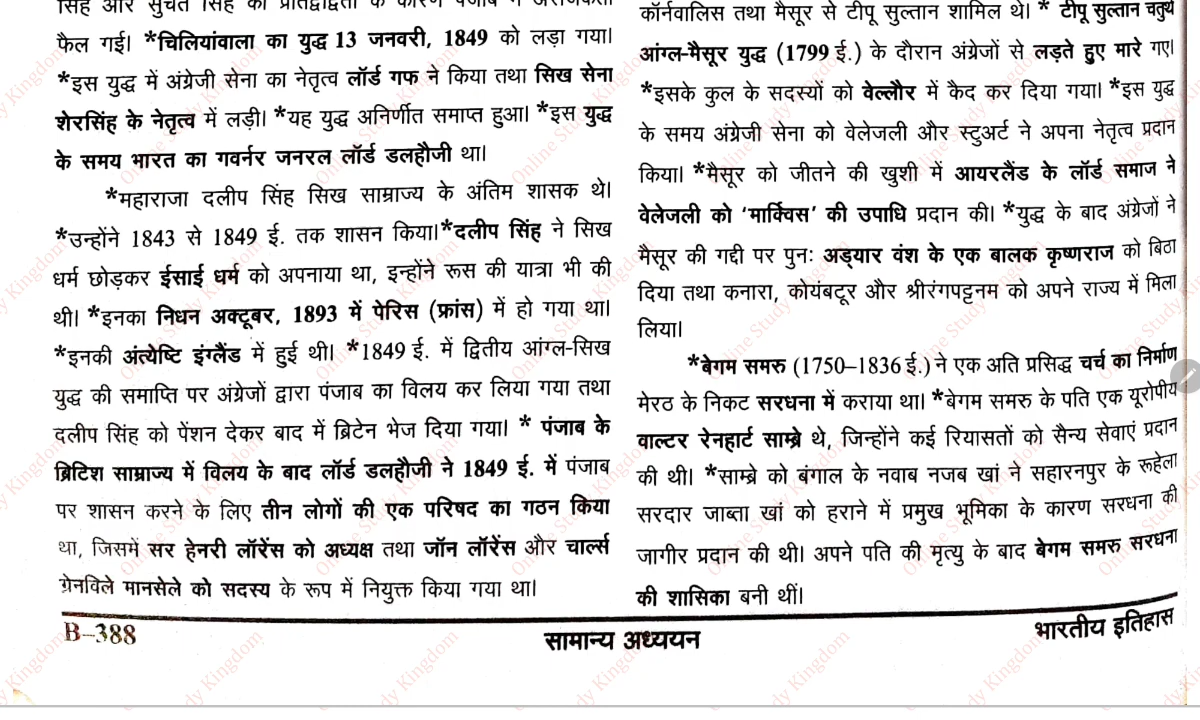 सिंह और सुचेत सिंह की प्रतिद्वंद्विता के कारण पंजाब में अराजकता
फैल गई। *चिलियांवाला का युद्ध 13 जनवरी, 1849 को लड़ा गया।
*इस युद्ध में अंग्रेजी सेना का नेतृत्व लॉर्ड गफ ने किया तथा सिख सेना
शेरसिंह के नेतृत्व में लड़ी। *यह युद्ध अनिर्णीत समाप्त हुआ। *इस युद्ध
के समय भारत का गवर्नर जनरल लॉर्ड डलहौजी था।
*महाराजा दलीप सिंह सिख साम्राज्य के अंतिम शासक थे।
*उन्होंने 1843 से 1849 ई. तक शासन किया।*दलीप सिंह ने सिख
धर्म छोड़कर ईसाई धर्म को अपनाया था, इन्होंने रूस की यात्रा भी की
थी। *इनका निधन अक्टूबर, 1893 में पेरिस (फ्रांस) में हो गया था।
*इनकी अंत्येष्टि इंग्लैंड में हुई थी। *1849 ई. में द्वितीय आंग्ल-सिख
युद्ध की समाप्ति पर अंग्रेजों द्वारा पंजाब का विलय कर लिया गया तथा
दलीप सिंह को पेंशन देकर बाद में ब्रिटेन भेज दिया गया। * पंजाब के
ब्रिटिश साम्राज्य में विलय के बाद लॉर्ड डलहौजी ने 1849 ई. में पंजाब
पर शासन करने के लिए तीन लोगों की एक परिषद का गठन किया
था, जिसमें सर हेनरी लॉरेंस को अध्यक्ष तथा जॉन लॉरेंस और चार्ल्स
ग्रेनविले मानसेले को सदस्य के रूप में नियुक्त किया गया था।
कॉर्नवालिस तथा मैसूर से टीपू सुल्तान शामिल थे। * टीपू सुल्तान चतुर्थ
आंग्ल-मैसूर युद्ध (1799 ई.) के दौरान अंग्रेजों से लड़ते हुए मारे गए।
*इसके कुल के सदस्यों को वेल्लौर में कैद कर दिया गया। *इस युद्ध
के समय अंग्रेजी सेना को वेलेजली और स्टुअर्ट ने अपना नेतृत्व प्रदान
किया। *मैसूर को जीतने की खुशी में आयरलैंड के लॉर्ड समाज ने
वेलेजली को ‘मार्क्विस’ की उपाधि प्रदान की। *युद्ध के बाद अंग्रेजों ने
मैसूर की गद्दी पर पुनः अड्यार वंश के एक बालक कृष्णराज को बिठा
दिया तथा कनारा, कोयंबटूर और श्रीरंगपट्टनम को अपने राज्य में मिला
लिया।
*बेगम समरू (1750–1836 ई.) ने एक अति प्रसिद्ध चर्च का निर्माण
मेरठ के निकट सरधना में कराया था। *बेगम समरू के पति एक यूरोपीय
वाल्टर रेनहार्ट साम्ब्रे थे, जिन्होंने कई रियासतों को सैन्य सेवाएं प्रदान
की थी। *साम्ब्रे को बंगाल के नवाब नजब खां ने सहारनपुर के रूहेला
सरदार जाब्ता खां को हराने में प्रमुख भूमिका के कारण सरधना की
जागीर प्रदान की थी। अपने पति की मृत्यु के बाद बेगम समरू सरधना
की शासिका बनी थीं।
B–388
सामान्य अध्ययन
भारतीय इतिहास
Online Study Kingdom